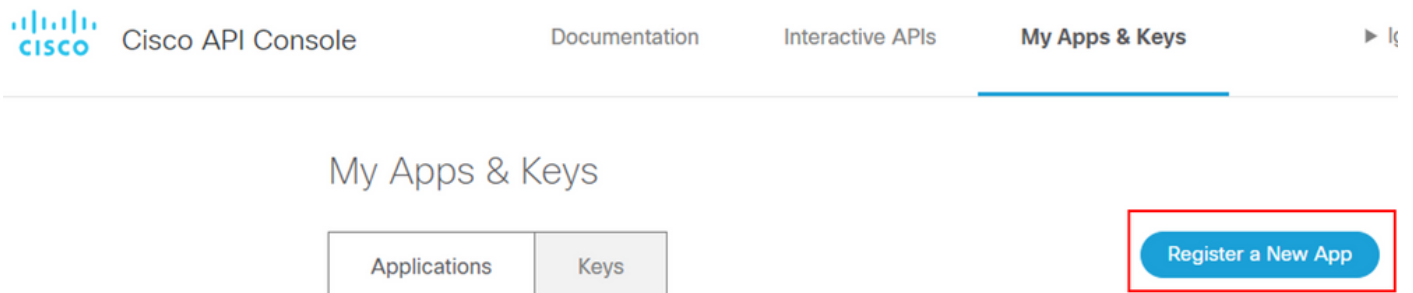 CISCO Cisco API Console Documentation Interactive APIs My Apps & Keys
My Apps & Keys
Applications Keys Register a New App